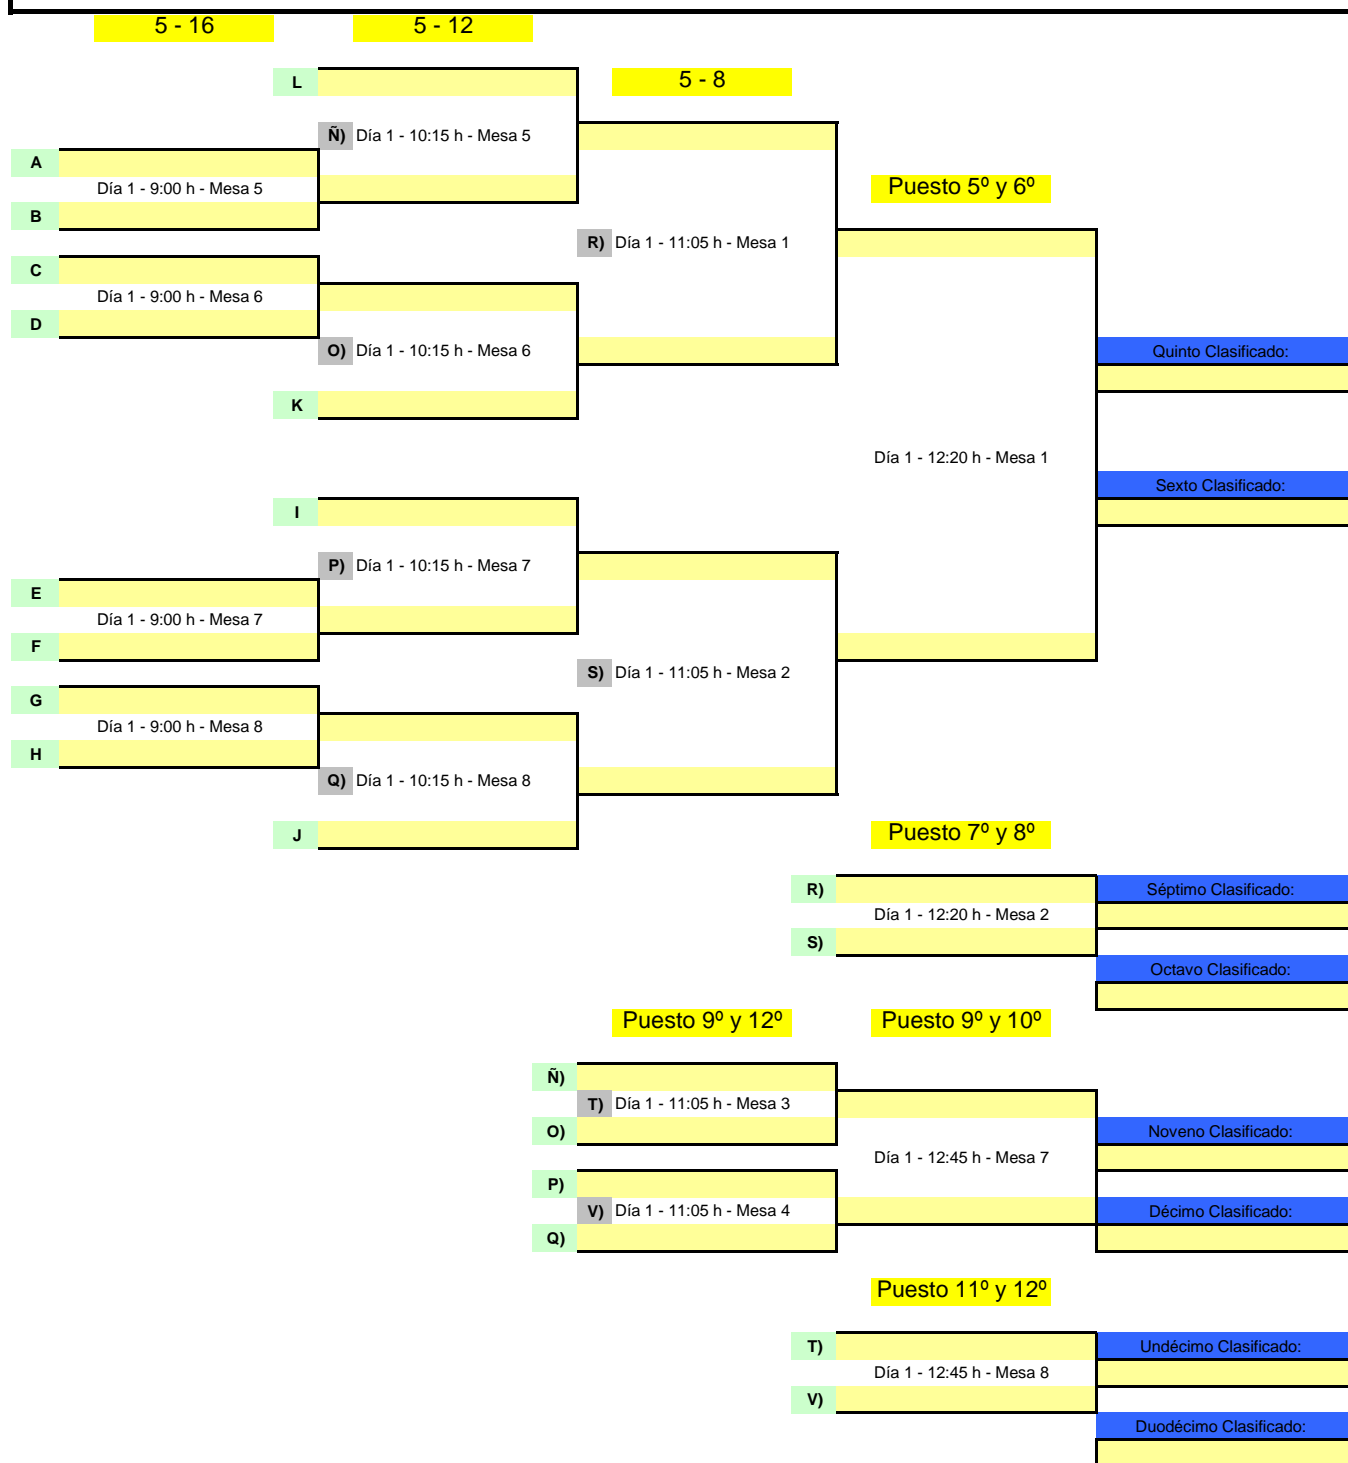 5 - 16
5 - 12
L
5 - 8
Ñ) Día 1 - 10:15 h - Mesa 5
A
Día 1 - 9:00 h - Mesa 5
Puesto 5º y 6º
B
R) Día 1 - 11:05 h - Mesa 1
C
Día 1 - 9:00 h - Mesa 6
D
O) Día 1 - 10:15 h - Mesa 6
Quinto Clasificado:
K
Día 1 - 12:20 h - Mesa 1
Sexto Clasificado:
I
P) Día 1 - 10:15 h - Mesa 7
E
Día 1 - 9:00 h - Mesa 7
F
S) Día 1 - 11:05 h - Mesa 2
G
Día 1 - 9:00 h - Mesa 8
H
Q) Día 1 - 10:15 h - Mesa 8
J
Puesto 7º y 8º
R)
Séptimo Clasificado:
Día 1 - 12:20 h - Mesa 2
S)
Octavo Clasificado:
Puesto 9º y 12º
Puesto 9º y 10º
Ñ)
T) Día 1 - 11:05 h - Mesa 3
O)
Noveno Clasificado:
Día 1 - 12:45 h - Mesa 7
P)
V) Día 1 - 11:05 h - Mesa 4
Décimo Clasificado:
Q)
Puesto 11º y 12º
T)
Undécimo Clasificado:
Día 1 - 12:45 h - Mesa 8
V)
Duodécimo Clasificado: